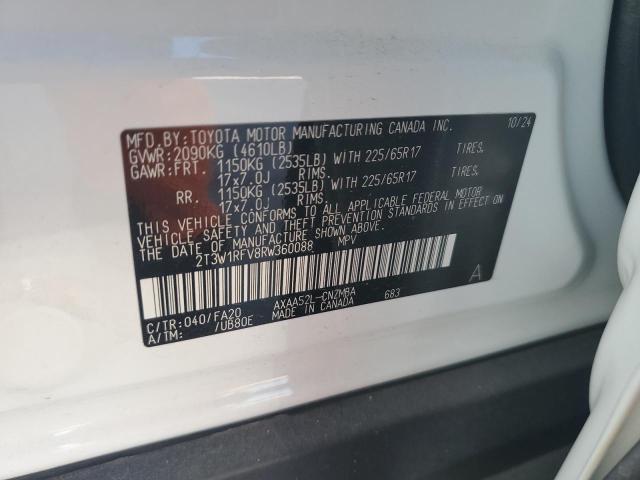 MFD.BY:TOYOTA MOTOR MANUFACTURING CANADA INC. 10/24
GVWR:2090KG (4610LB)
GAWR:FRT. 1150KG (2535LB) WITH 225/65R17 TIRES.
17x7.0J RIMS.
RR. 1150KG (2535LB) WITH 225/65R17 TIRES.
17x7.0J RIMS.
THIS VEHICLE CONFORMS TO ALL APPLICABLE FEDERAL MOTOR
VEHICLE SAFETY AND THEFT PREVENTION STANDARDS IN EFFECT ON
THE DATE OF MANUFACTURE SHOWN ABOVE.
2T3W1RFV8RW360088 MPV
A
C/TR:040/FA20 AXAA52L-CNZMBA 683
A/TM: /UB80E MADE IN CANADA